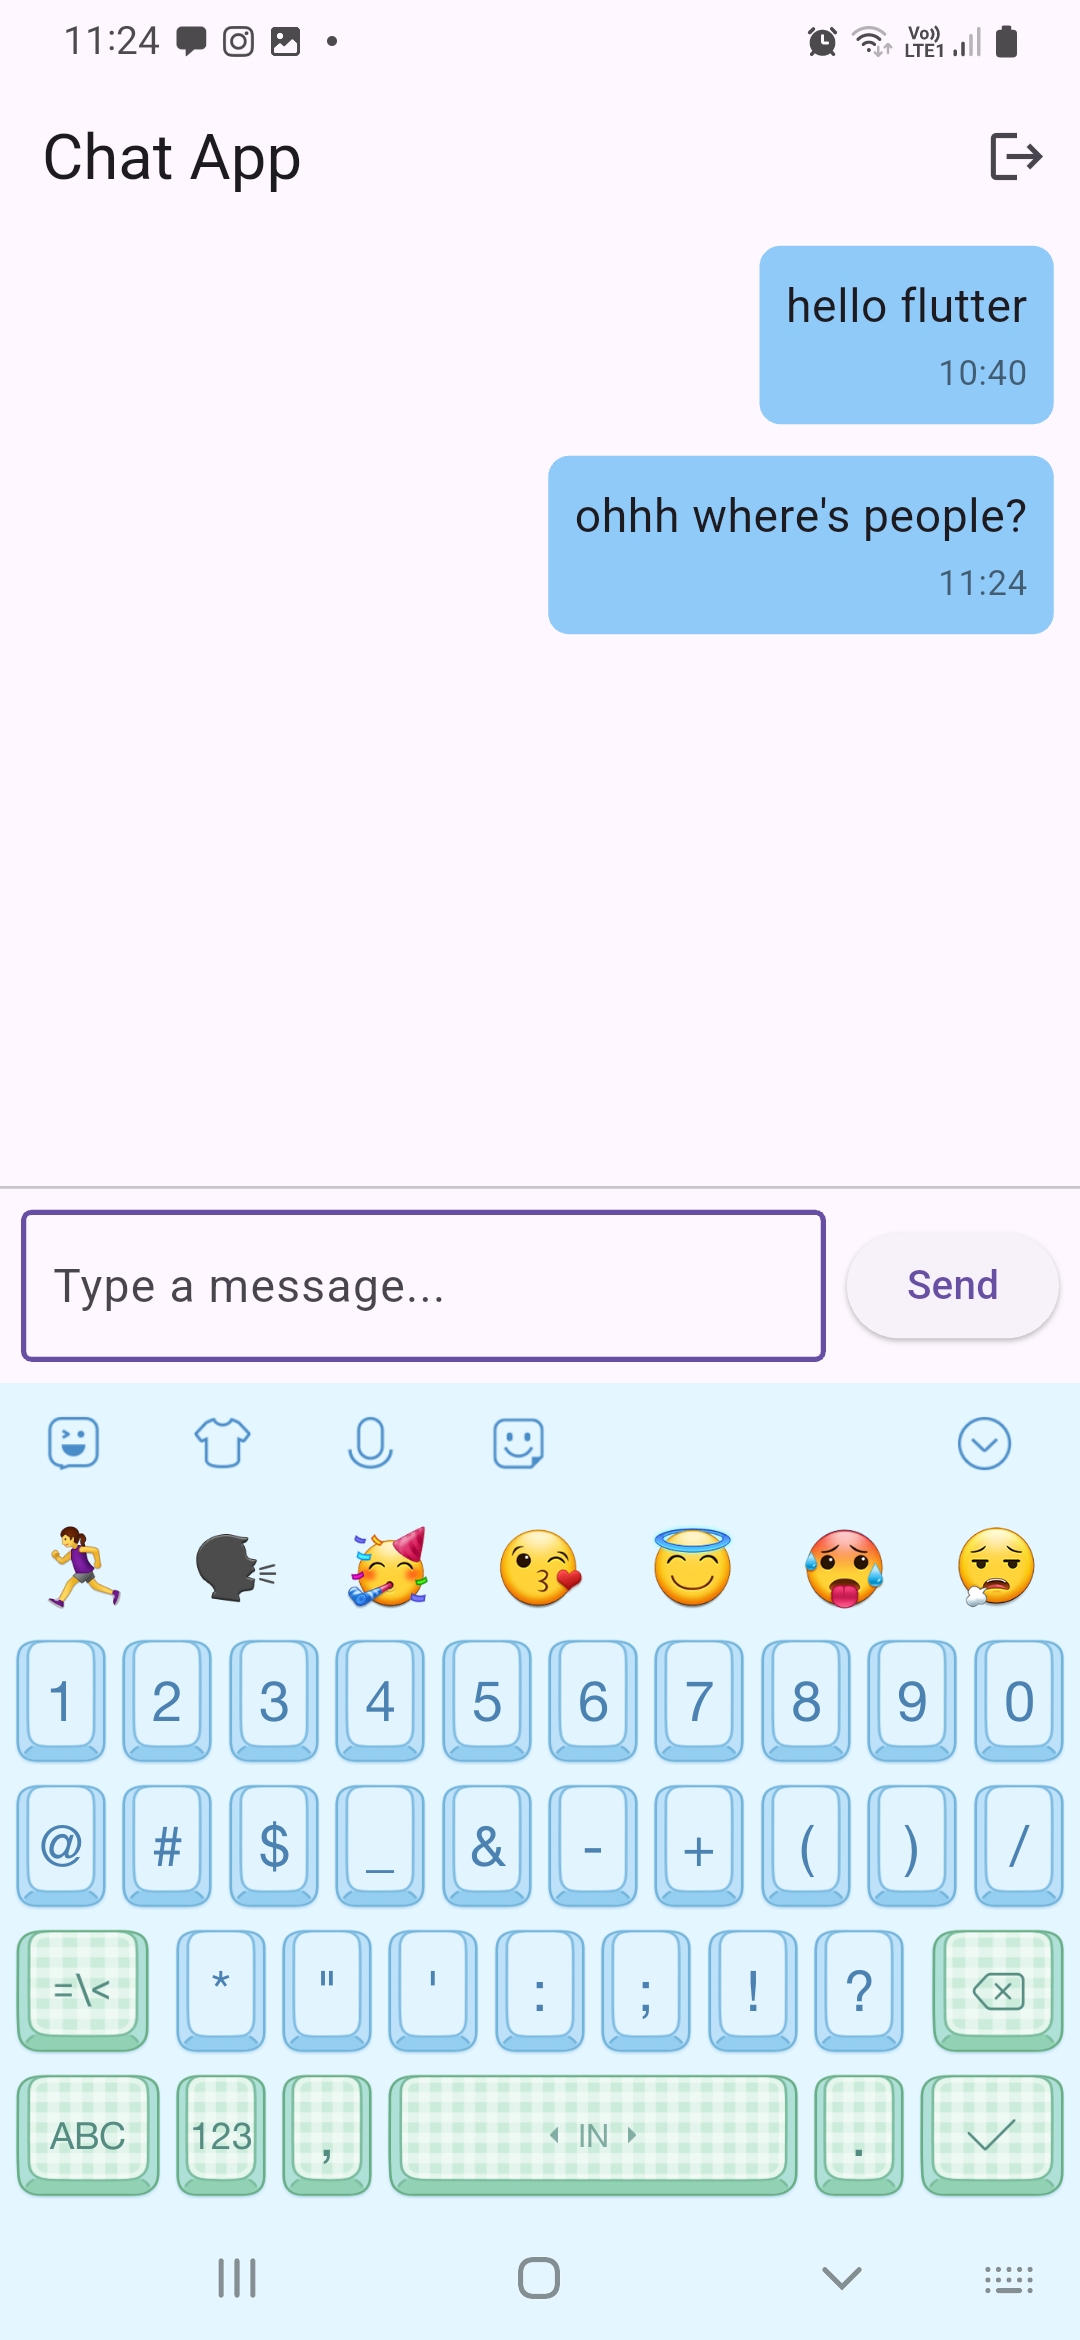 11:24
Vo)) LTE1
Chat App
hello flutter
10:40
ohhh where's people?
11:24
Type a message...
Send
1 2 3 4 5 6 7 8 9 0
@ # $ _ & - + ( ) /
=\< * " ' : ; ! ?
ABC 123 , IN .